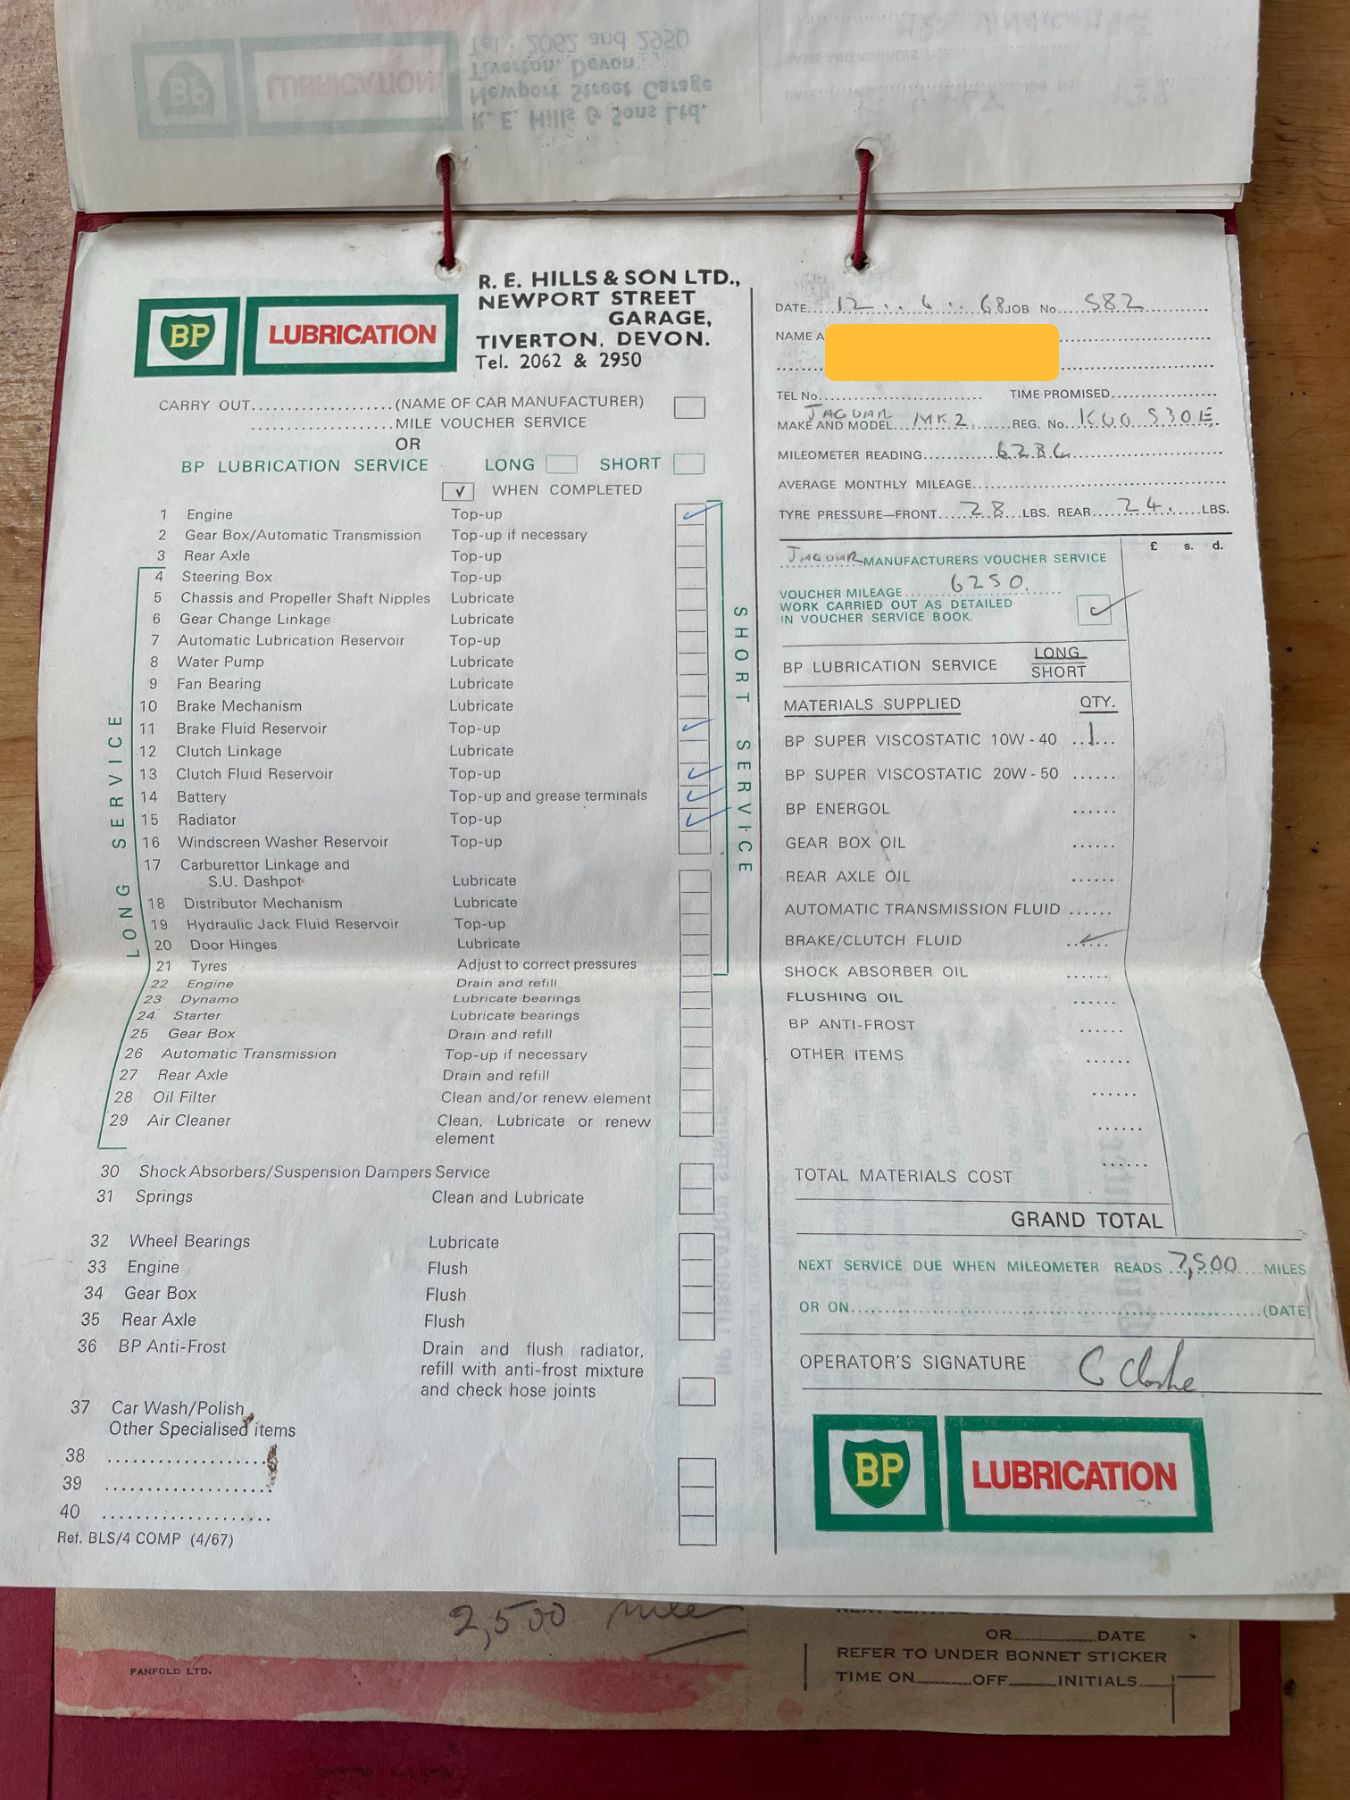 Tel : 2062 and 2950
Tiverton, Devon.
Newport Street Garage
R. E. Hills & Sons Ltd.
BP LUBRICATION
NAME AND ADDRESS
BP LUBRICATION
R. E. HILLS & SON LTD.,
NEWPORT STREET
GARAGE,
TIVERTON, DEVON.
Tel. 2062 & 2950
CARRY OUT....................(NAME OF CAR MANUFACTURER)
....................MILE VOUCHER SERVICE
OR
BP LUBRICATION SERVICE LONG SHORT
√ WHEN COMPLETED
1 Engine Top-up ✓
2 Gear Box/Automatic Transmission Top-up if necessary
3 Rear Axle Top-up
4 Steering Box Top-up
5 Chassis and Propeller Shaft Nipples Lubricate
6 Gear Change Linkage Lubricate
7 Automatic Lubrication Reservoir Top-up
8 Water Pump Lubricate
9 Fan Bearing Lubricate
10 Brake Mechanism Lubricate
11 Brake Fluid Reservoir Top-up ✓
12 Clutch Linkage Lubricate
13 Clutch Fluid Reservoir Top-up ✓
14 Battery Top-up and grease terminals ✓
15 Radiator Top-up ✓
16 Windscreen Washer Reservoir Top-up
17 Carburettor Linkage and
S.U. Dashpot Lubricate
18 Distributor Mechanism Lubricate
19 Hydraulic Jack Fluid Reservoir Top-up
20 Door Hinges Lubricate
21 Tyres Adjust to correct pressures
22 Engine Drain and refill
23 Dynamo Lubricate bearings
24 Starter Lubricate bearings
25 Gear Box Drain and refill
26 Automatic Transmission Top-up if necessary
27 Rear Axle Drain and refill
28 Oil Filter Clean and/or renew element
29 Air Cleaner Clean, Lubricate or renew
element
LONG SERVICE
SHORT SERVICE
30 Shock Absorbers/Suspension Dampers Service
31 Springs Clean and Lubricate
32 Wheel Bearings Lubricate
33 Engine Flush
34 Gear Box Flush
35 Rear Axle Flush
36 BP Anti-Frost Drain and flush radiator,
refill with anti-frost mixture
and check hose joints
37 Car Wash/Polish
Other Specialised items
38 ....................
39 ....................
40 ....................
Ref. BLS/4 COMP (4/67)
DATE 12 . 6 . 68 JOB No. 582
NAME A
TEL No. TIME PROMISED
MAKE AND MODEL JAGUAR MK2 REG. No.
MILEOMETER READING
AVERAGE MONTHLY MILEAGE
TYRE PRESSURE—FRONT 28 LBS. REAR 24 LBS.
£ s. d.
JAGUAR MANUFACTURERS VOUCHER SERVICE
VOUCHER MILEAGE 6250
WORK CARRIED OUT AS DETAILED
IN VOUCHER SERVICE BOOK. ✓
BP LUBRICATION SERVICE LONG
SHORT
MATERIALS SUPPLIED QTY.
BP SUPER VISCOSTATIC 10W-40 1
BP SUPER VISCOSTATIC 20W-50 ......
BP ENERGOL ......
GEAR BOX OIL ......
REAR AXLE OIL ......
AUTOMATIC TRANSMISSION FLUID ......
BRAKE/CLUTCH FLUID ✓
SHOCK ABSORBER OIL ......
FLUSHING OIL ......
BP ANTI-FROST ......
OTHER ITEMS ......
TOTAL MATERIALS COST
GRAND TOTAL
NEXT SERVICE DUE WHEN MILEOMETER READS 7,500 MILES
OR ON (DATE)
OPERATOR'S SIGNATURE
BP LUBRICATION
2,500 mile
FANFOLD LTD.
OR DATE
REFER TO UNDER BONNET STICKER
TIME ON OFF INITIALS